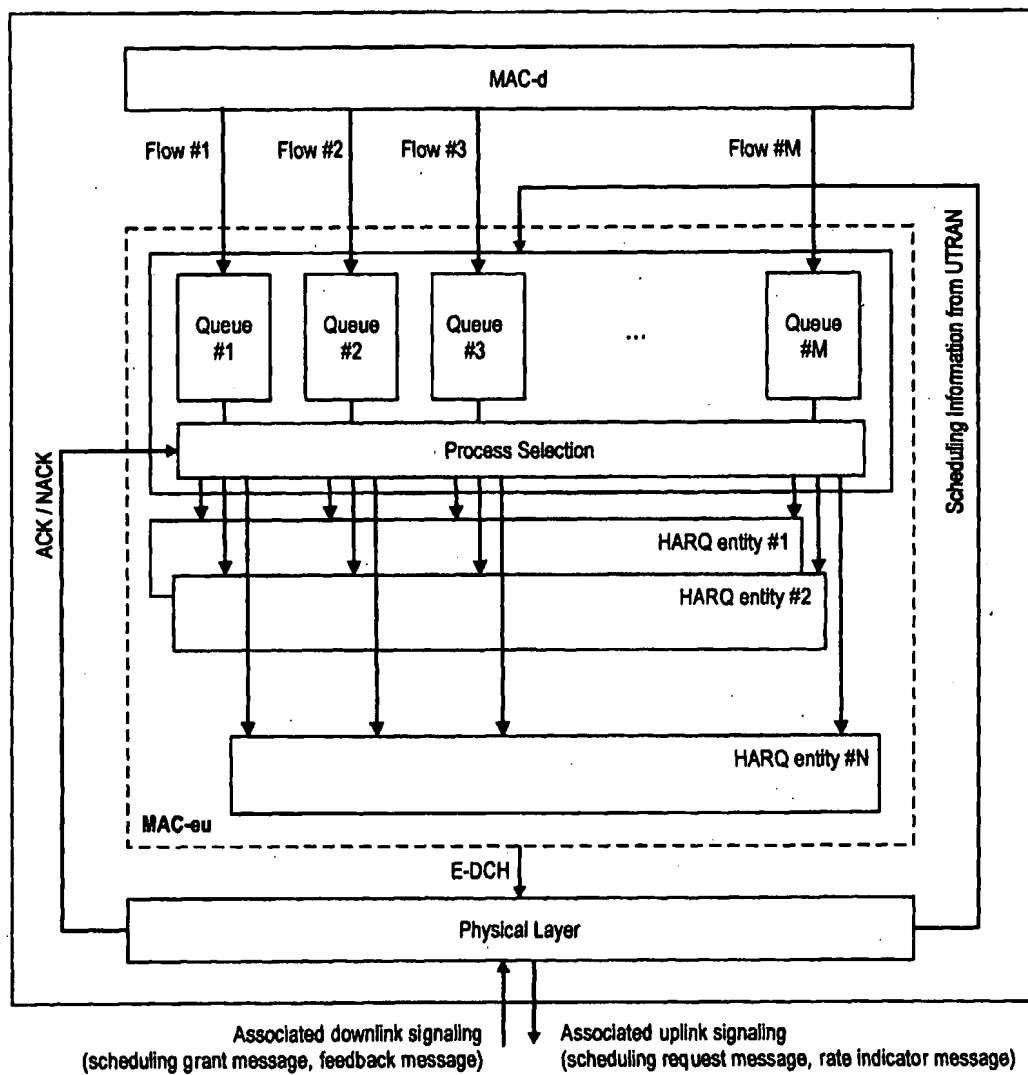 MAC-d
Flow #1
Flow #2
Flow #3
Flow #M
Scheduling Information from UTRAN
Queue
#1
Queue
#2
Queue
#3
...
Queue
#M
Process Selection
ACK / NACK
HARQ entity #1
HARQ entity #2
HARQ entity #N
MAC-eu
E-DCH
Physical Layer
Associated downlink signaling
(scheduling grant message, feedback message)
Associated uplink signaling
(scheduling request message, rate indicator message)